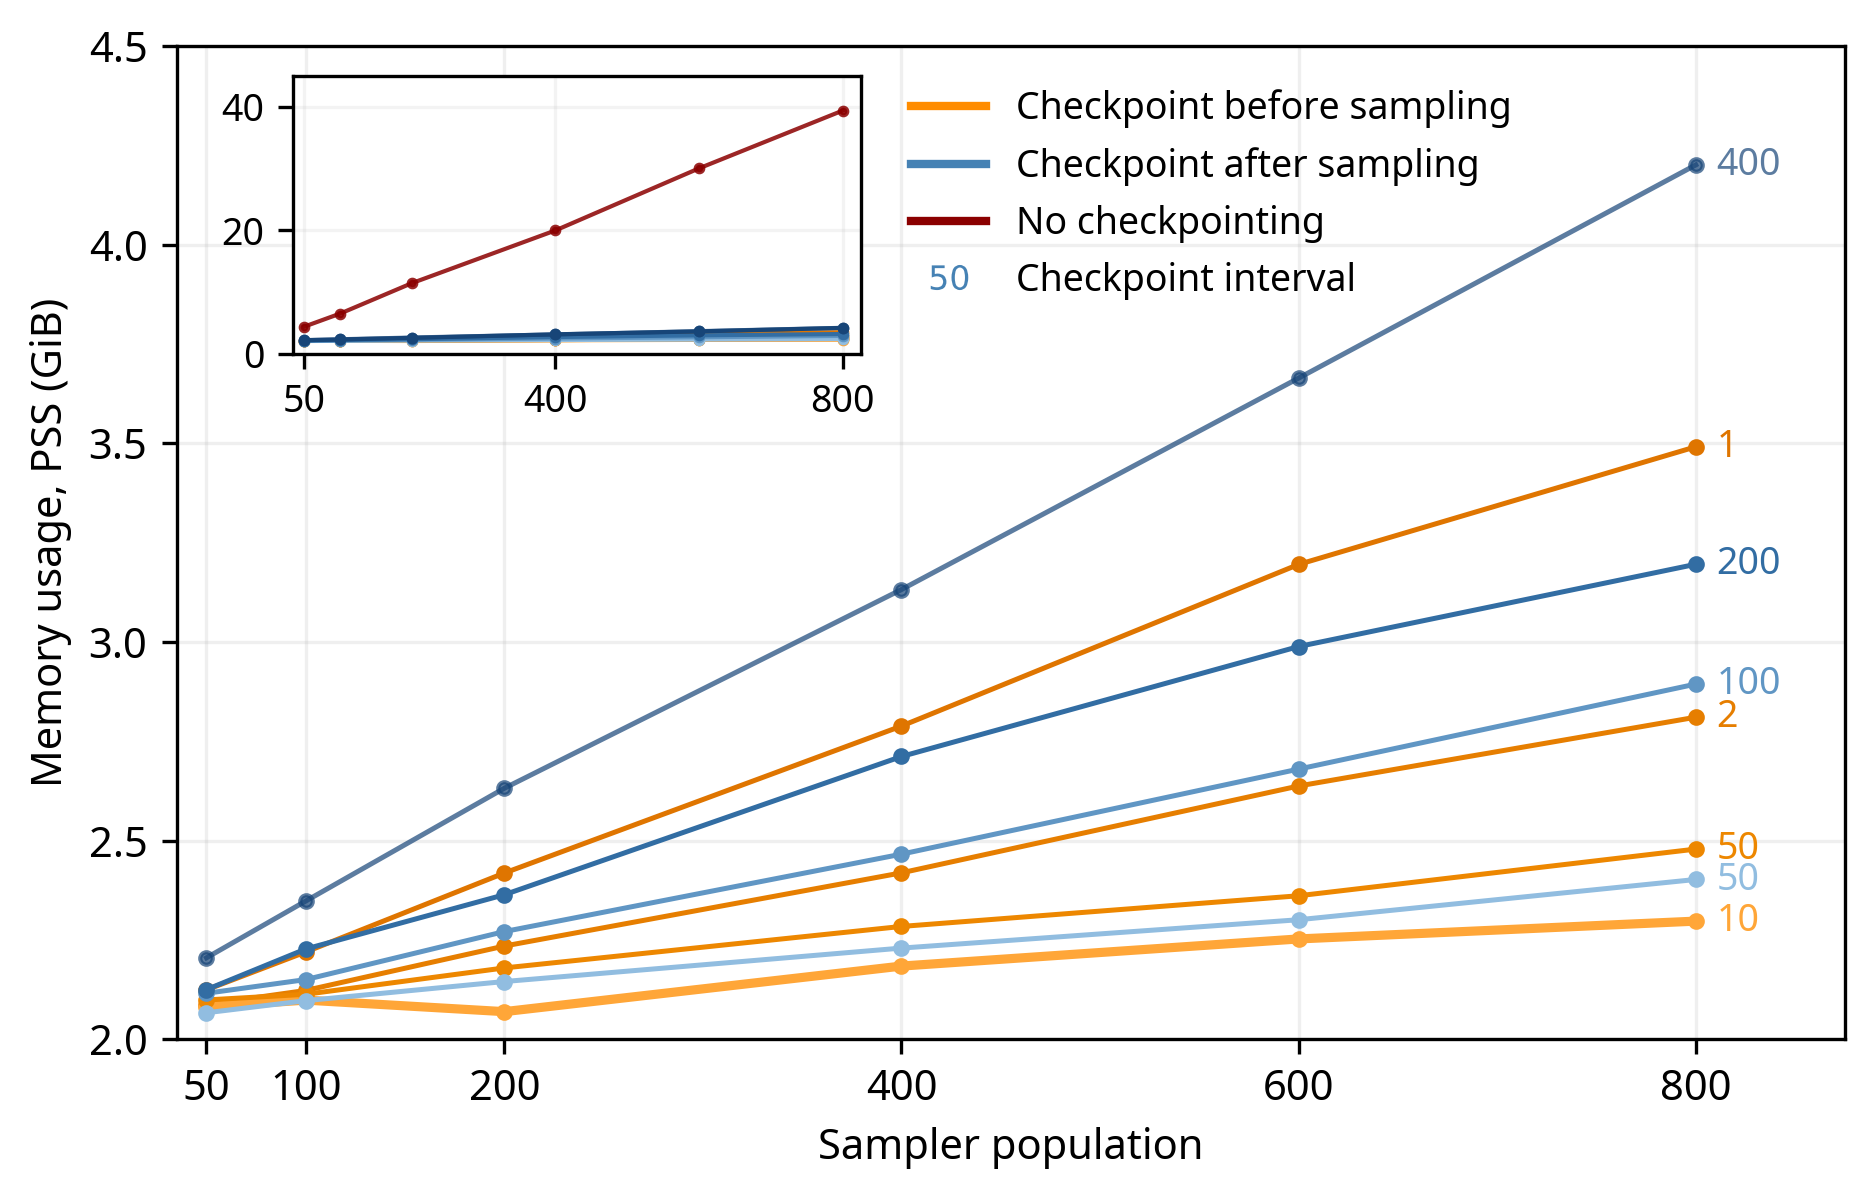 4.5
4.0
3.5
3.0
2.5
2.0
Memory usage, PSS (GiB)
40
20
0
50 400 800
Checkpoint before sampling
Checkpoint after sampling
No checkpointing
50 Checkpoint interval
400
1
200
100
2
50
50
10
50 100 200 400 600 800
Sampler population